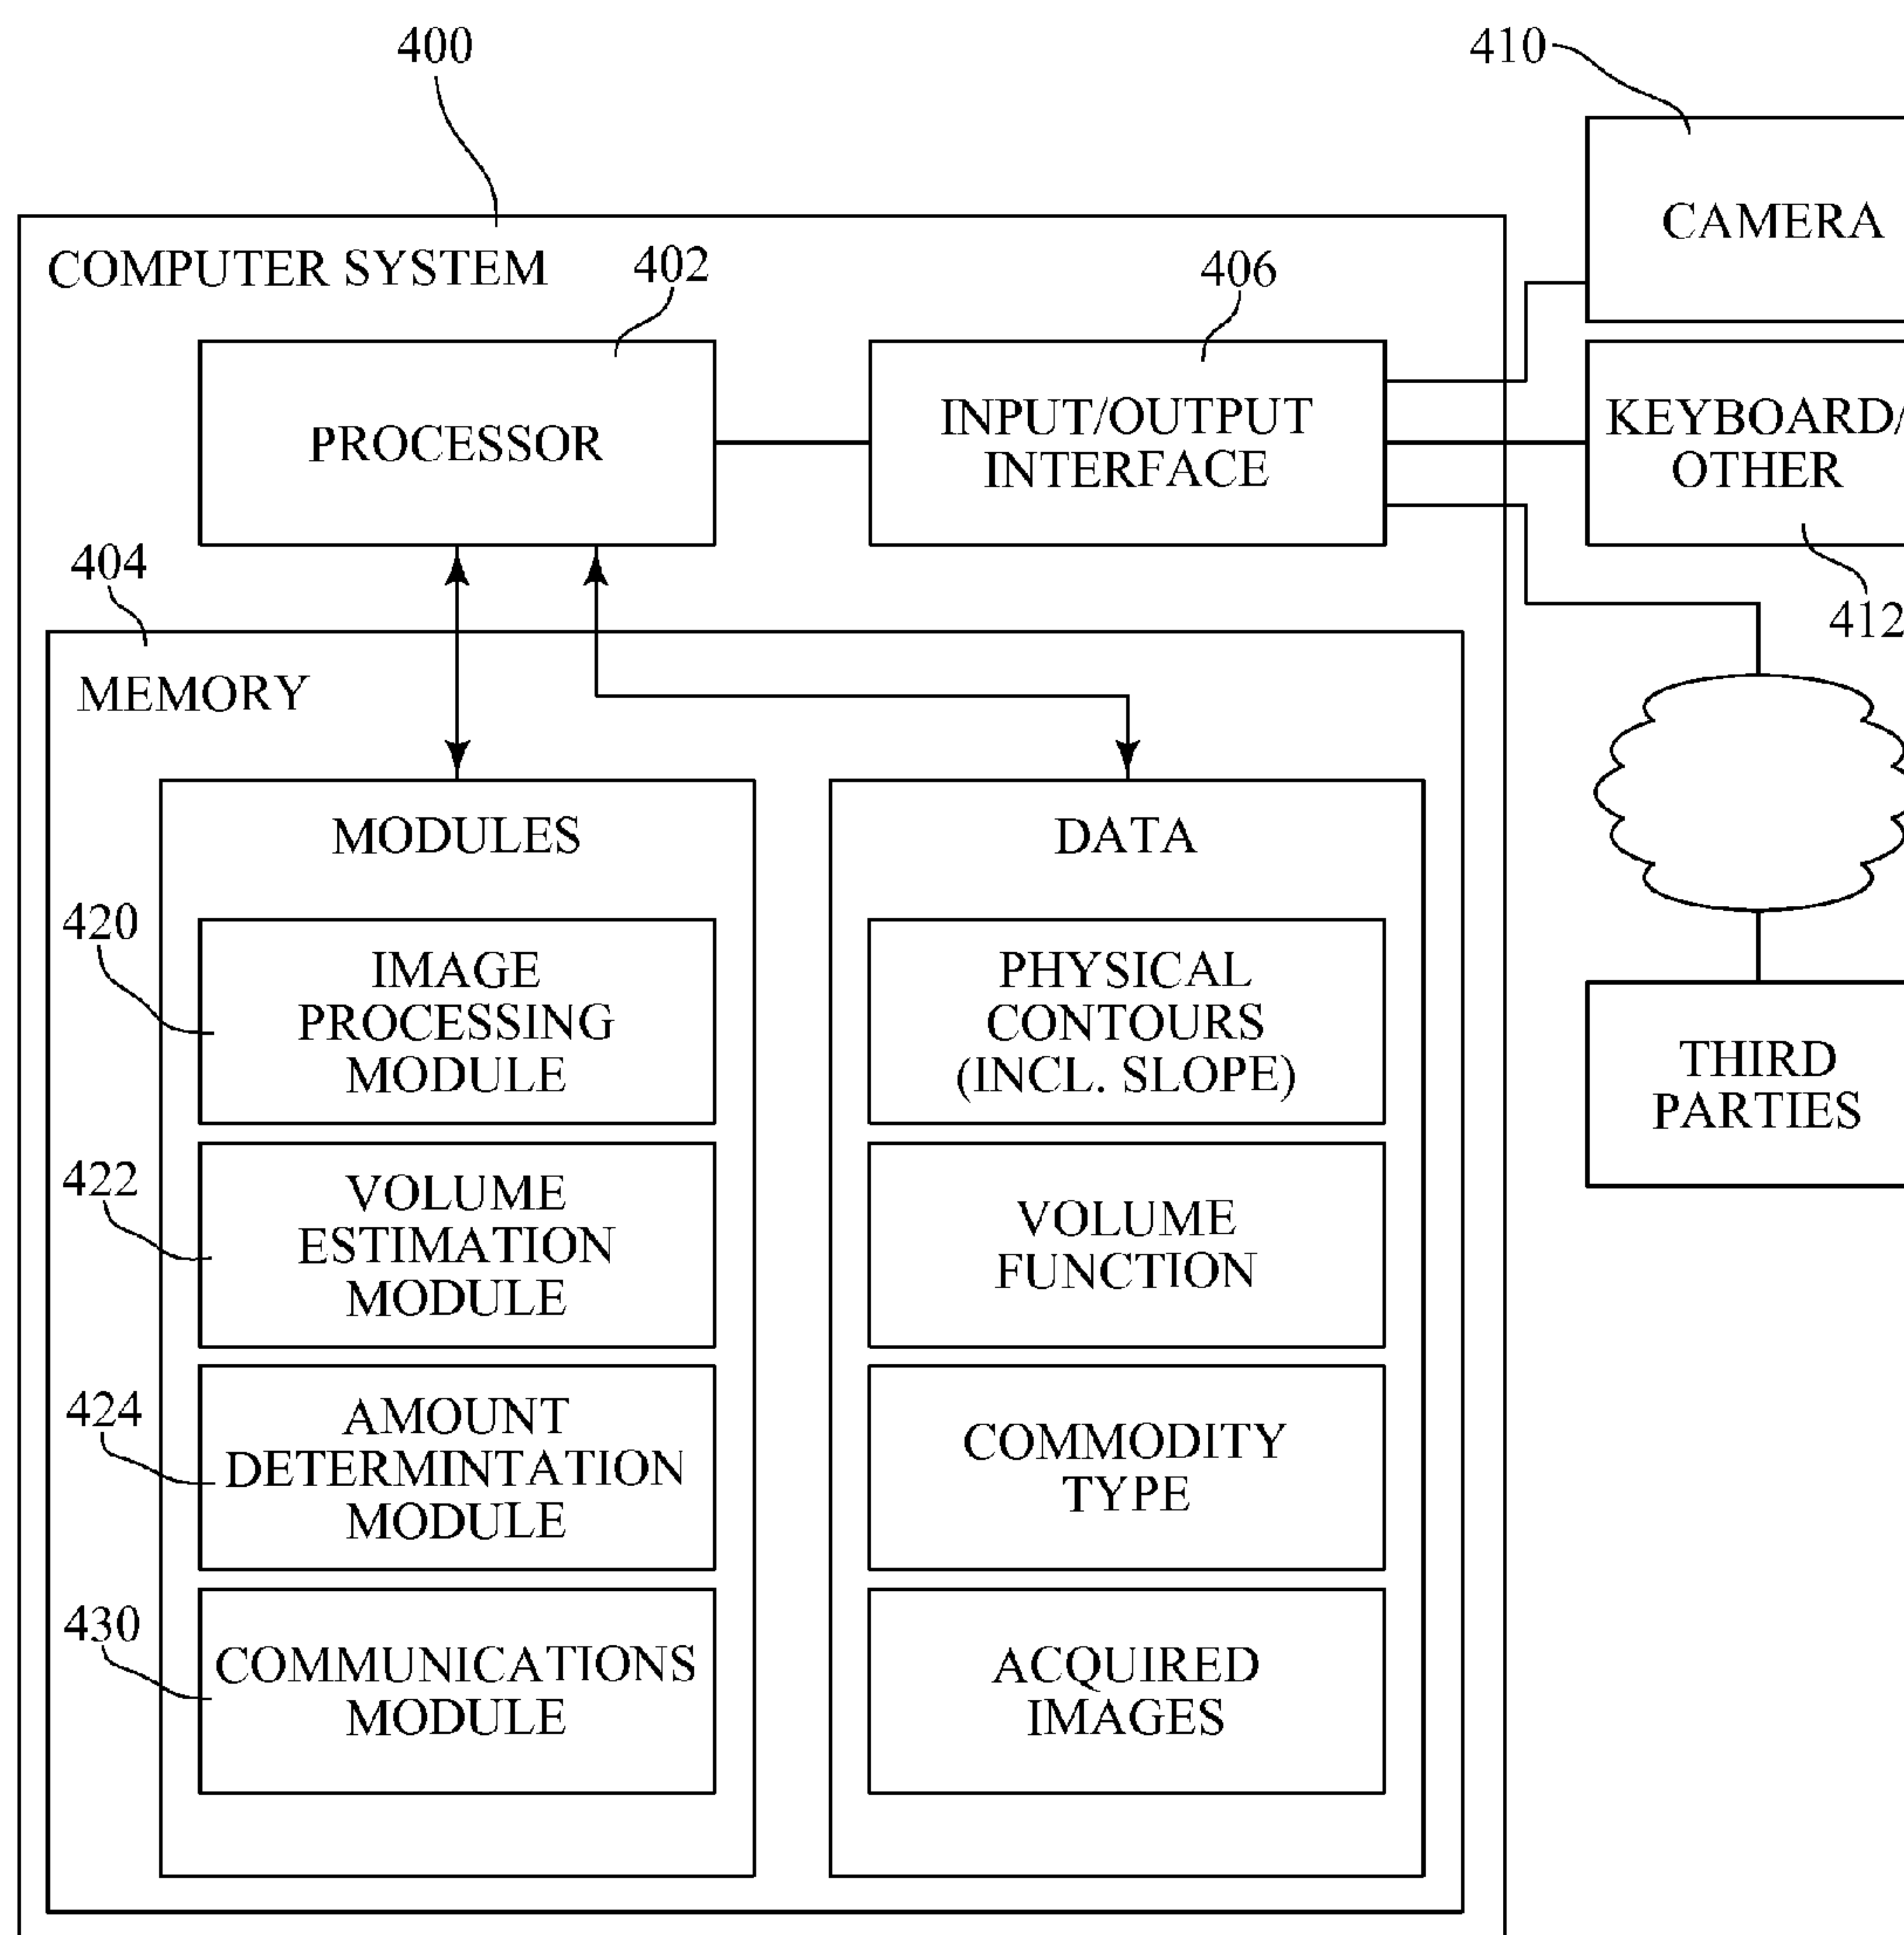 400
410
CAMERA
COMPUTER SYSTEM
402
406
PROCESSOR
INPUT/OUTPUT
INTERFACE
KEYBOARD/
OTHER
404
412
MEMORY
MODULES
DATA
420
IMAGE
PROCESSING
MODULE
PHYSICAL
CONTOURS
(INCL. SLOPE)
THIRD
PARTIES
422
VOLUME
ESTIMATION
MODULE
VOLUME
FUNCTION
424
AMOUNT
DETERMINTATION
MODULE
COMMODITY
TYPE
430
COMMUNICATIONS
MODULE
ACQUIRED
IMAGES